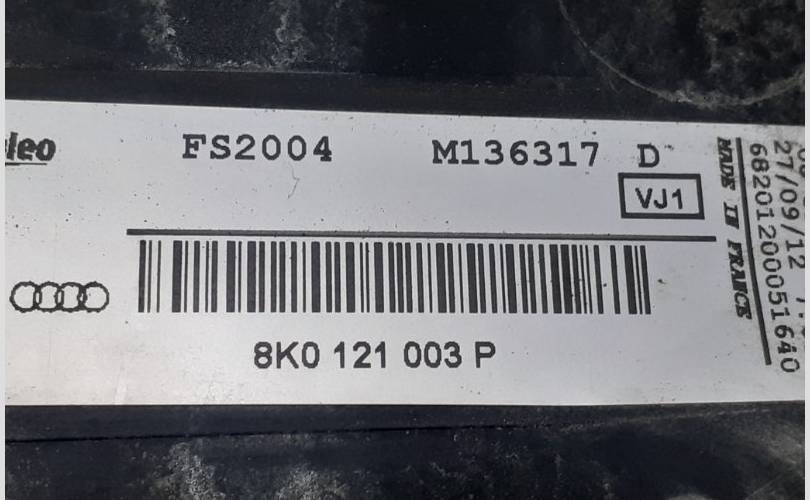 leo FS2004 M136317 D
VJ1
8K0 121 003 P
MADE IN FRANCE
68201200051640
27/09/12